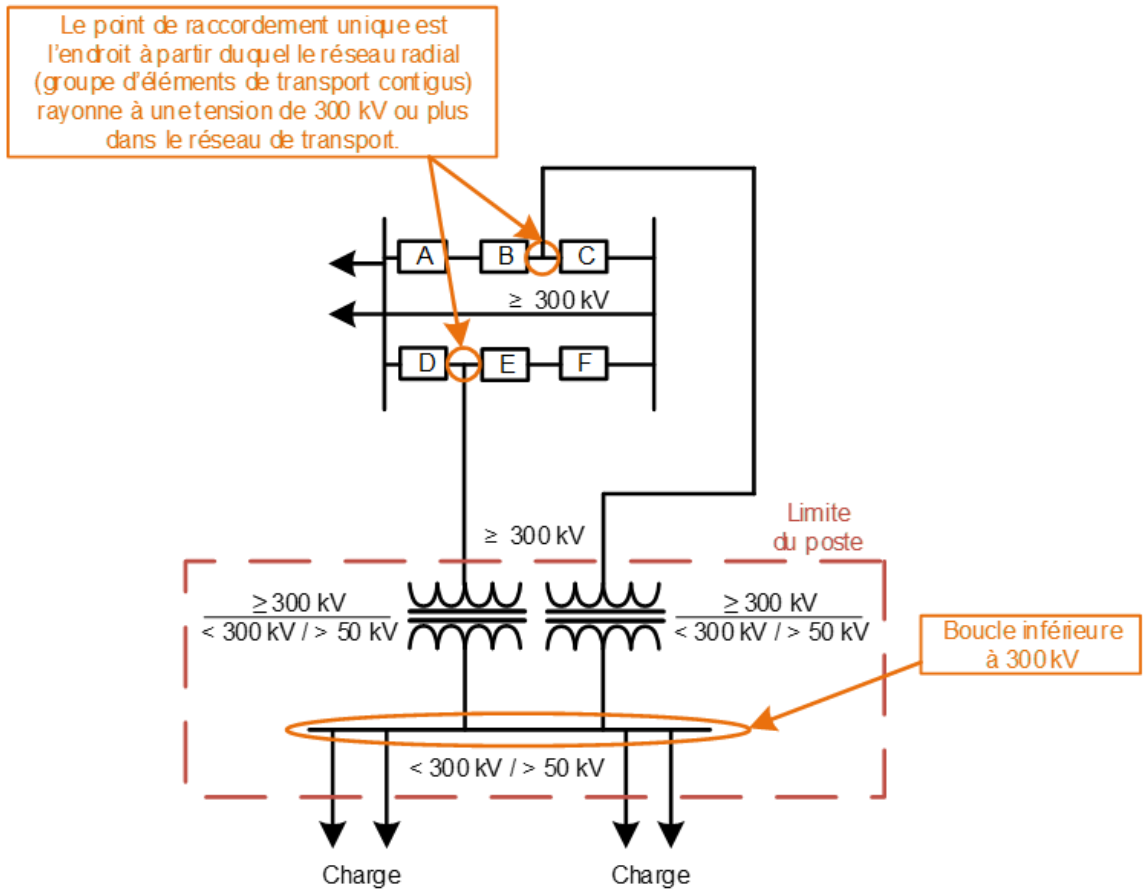 Le point de raccordement unique est
l'endroit à partir duquel le réseau radial
(groupe d'éléments de transport contigus)
rayonne à une tension de 300 kV ou plus
dans le réseau de transport.
A
B
C
≥ 300 kV
D
E
F
≥ 300 kV
Limite
du poste
≥ 300 kV
< 300 kV / > 50 kV
≥ 300 kV
< 300 kV / > 50 kV
Boucle inférieure
à 300 kV
< 300 kV / > 50 kV
Charge
Charge